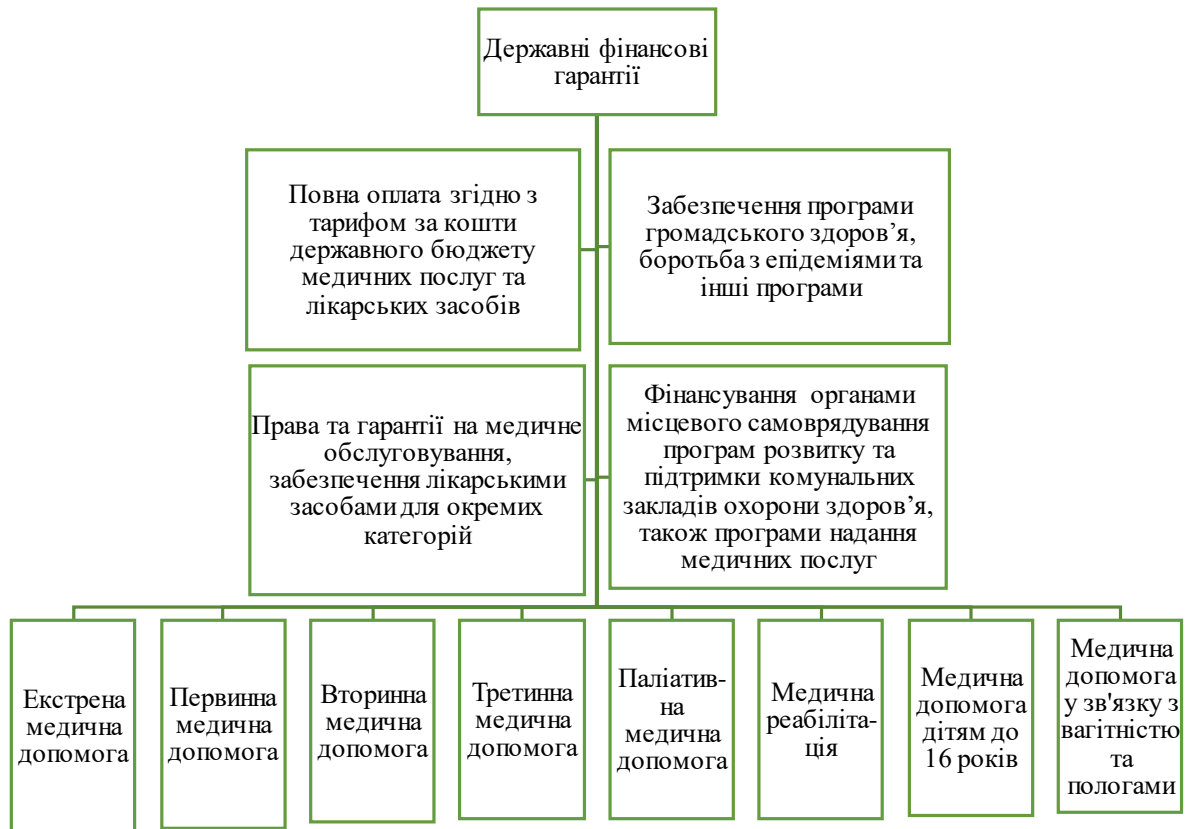 Державні фінансові
гарантії
Повна оплата згідно з
тарифом за кошти
державного бюджету
медичних послуг та
лікарських засобів
Забезпечення програми
громадського здоров’я,
боротьба з епідеміями та
інші програми
Права та гарантії на медичне
обслуговування,
забезпечення лікарськими
засобами для окремих
категорій
Фінансування органами
місцевого самоврядування
програм розвитку та
підтримки комунальних
закладів охорони здоров’я,
також програми надання
медичних послуг
Екстрена
медична
допомога
Первинна
медична
допомога
Вторинна
медична
допомога
Третинна
медична
допомога
Паліатив-
на
медична
допомога
Медична
реабіліта-
ція
Медична
допомога
дітям до
16 років
Медична
допомога
у зв'язку з
вагітністю
та
пологами